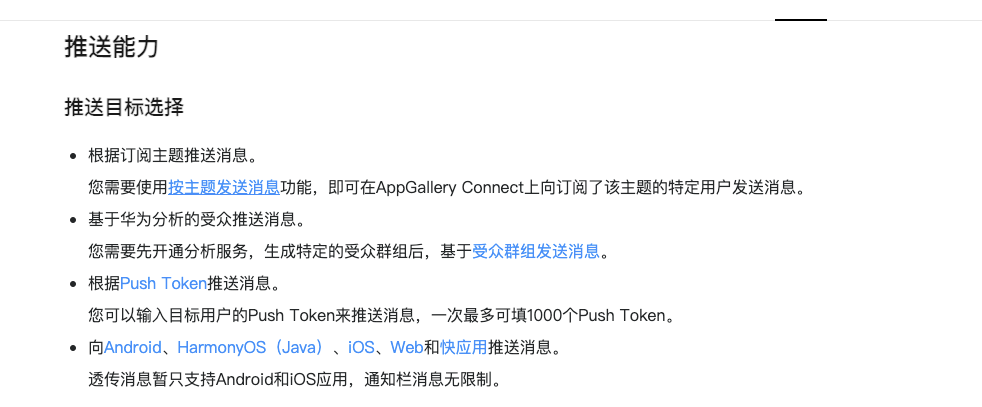 推送能力
推送目标选择
根据订阅主题推送消息。
您需要使用按主题发送消息功能，即可在AppGallery Connect上向订阅了该主题的特定用户发送消息。
基于华为分析的受众推送消息。
您需要先开通分析服务，生成特定的受众群组后，基于受众群组发送消息。
根据Push Token推送消息。
您可以输入目标用户的Push Token来推送消息，一次最多可填1000个Push Token。
向Android、HarmonyOS（Java）、iOS、Web和快应用推送消息。
透传消息暂只支持Android和iOS应用，通知栏消息无限制。